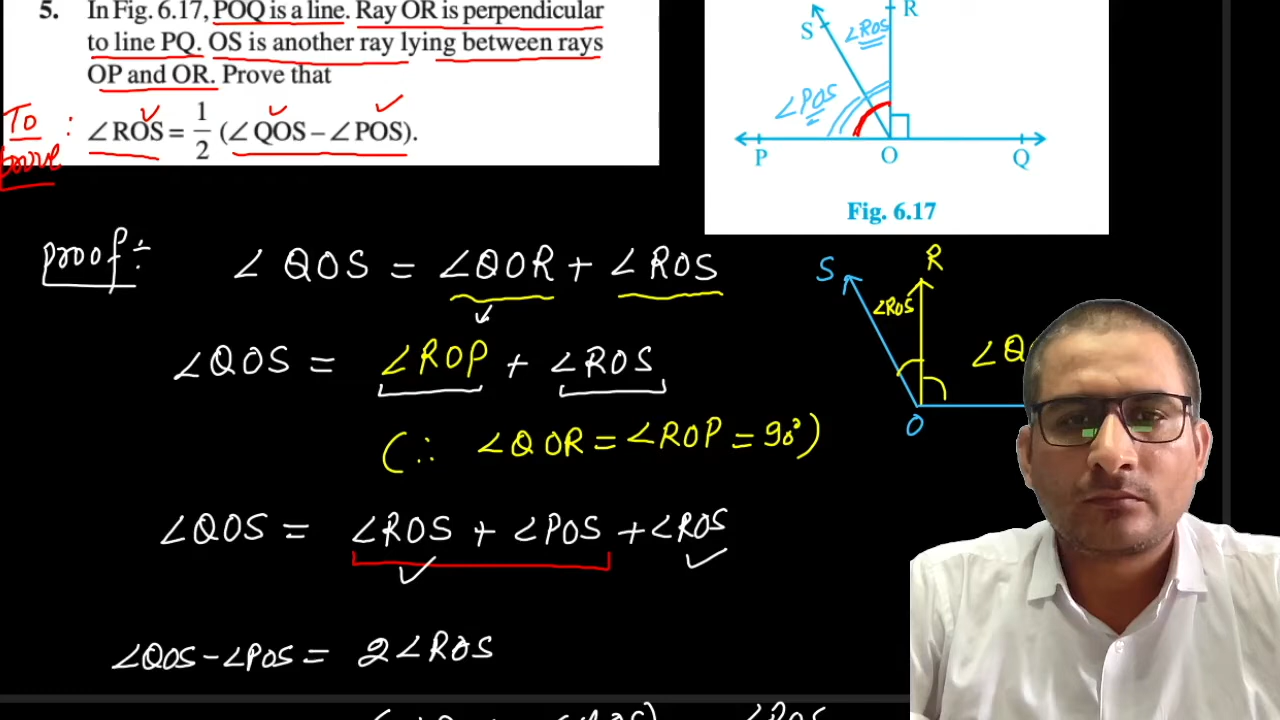 5. In Fig. 6.17, POQ is a line. Ray OR is perpendicular
to line PQ. OS is another ray lying between rays
OP and OR. Prove that
To prove :
∠ROS = 1/2 (∠QOS – ∠POS).
S
R
∠ROS
∠POS
P
O
Q
Fig. 6.17
proof:-
∠QOS = ∠QOR + ∠ROS
∠QOS = ∠ROP + ∠ROS
(∵ ∠QOR = ∠ROP = 90°)
∠QOS = ∠ROS + ∠POS + ∠ROS
∠QOS - ∠POS = 2∠ROS
S
R
∠ROS
∠Q
O
∠ROS